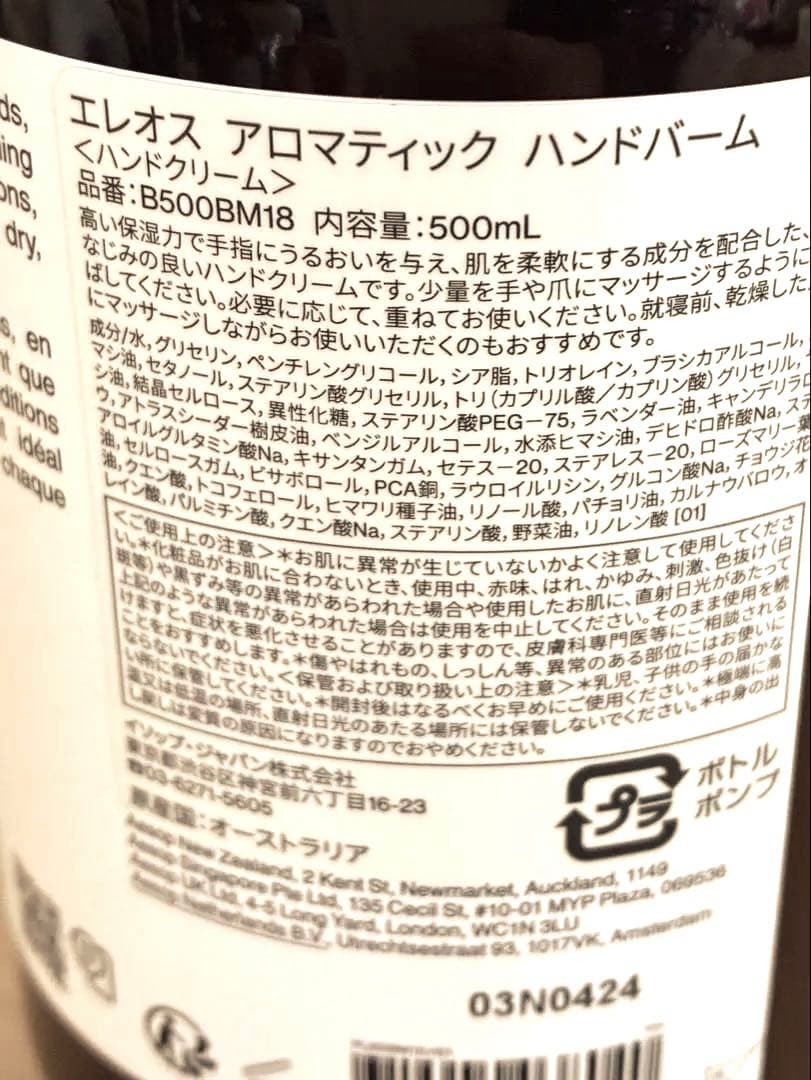 ds,
ning
ons,
dry,
s, en
nt que
ditions
t idéal
chaque
エレオス アロマティック ハンドバーム
<ハンドクリーム>
品番:B500BM18 内容量:500mL
高い保湿力で手指にうるおいを与え、肌を柔軟にする成分を配合した、
なじみの良いハンドクリームです。少量を手や爪にマッサージするように
ばしてください。必要に応じて、重ねてお使いください。就寝前、乾燥した
にマッサージしながらお使いいただくのもおすすめです。
成分/水, グリセリン, ペンチレングリコール, シア脂, トリオレイン, ブラシカアルコール,
マシ油, セタノール, ステアリン酸グリセリル, トリ(カプリル酸/カプリン酸)グリセリル,
シ油, 結晶セルロース, 異性化糖, ステアリン酸PEG-75, ラベンダー油, キャンデリラ
ウ, アトラスシーダー樹皮油, ベンジルアルコール, 水添ヒマシ油, デヒドロ酢酸Na, ステ
アロイルグルタミン酸Na, キサンタンガム, セテス-20, ステアレス-20, ローズマリー葉
油, セルロースガム, ビサボロール, PCA銅, ラウロイルリシン, グルコン酸Na, チョウジ花
油, クエン酸, トコフェロール, ヒマワリ種子油, リノール酸, パチョリ油, カルナウバロウ, オ
レイン酸, パルミチン酸, クエン酸Na, ステアリン酸, 野菜油, リノレン酸 [01]
<ご使用上の注意>*お肌に異常が生じていないかよく注意して使用してくださ
い。*化粧品がお肌に合わないとき、使用中、赤味、はれ、かゆみ、刺激、色抜け(白
斑等)や黒ずみ等の異常があらわれた場合や使用したお肌に、直射日光があたって
上記のような異常があらわれた場合は使用を中止してください。そのまま使用を続
けますと、症状を悪化させることがありますので、皮膚科専門医等にご相談される
ことをおすすめします。*傷やはれもの、しっしん等、異常のある部位にはお使いに
ならないでください。<保管および取り扱い上の注意>*乳児、子供の手の届かな
い所に保管してください。*開封後はなるべくお早めにご使用ください。*極端に高
温又は低温の場所、直射日光のあたる場所には保管しないでください。*中身の出
し戻しは変質の原因になりますのでおやめください。
イソップ・ジャパン株式会社
東京都渋谷区神宮前六丁目16-23
☎03-6271-5605
原産国:オーストラリア
プラ
ボトル
ポンプ
Aesop New Zealand, 2 Kent St, Newmarket, Auckland, 1149
Aesop Singapore Pte Ltd, 135 Cecil St, #10-01 MYP Plaza, 069536
Aesop UK Ltd, 4-5 Long Yard, London, WC1N 3LU
Aesop Netherlands B.V., Utrechtsestraat 93, 1017VK, Amsterdam
03N0424